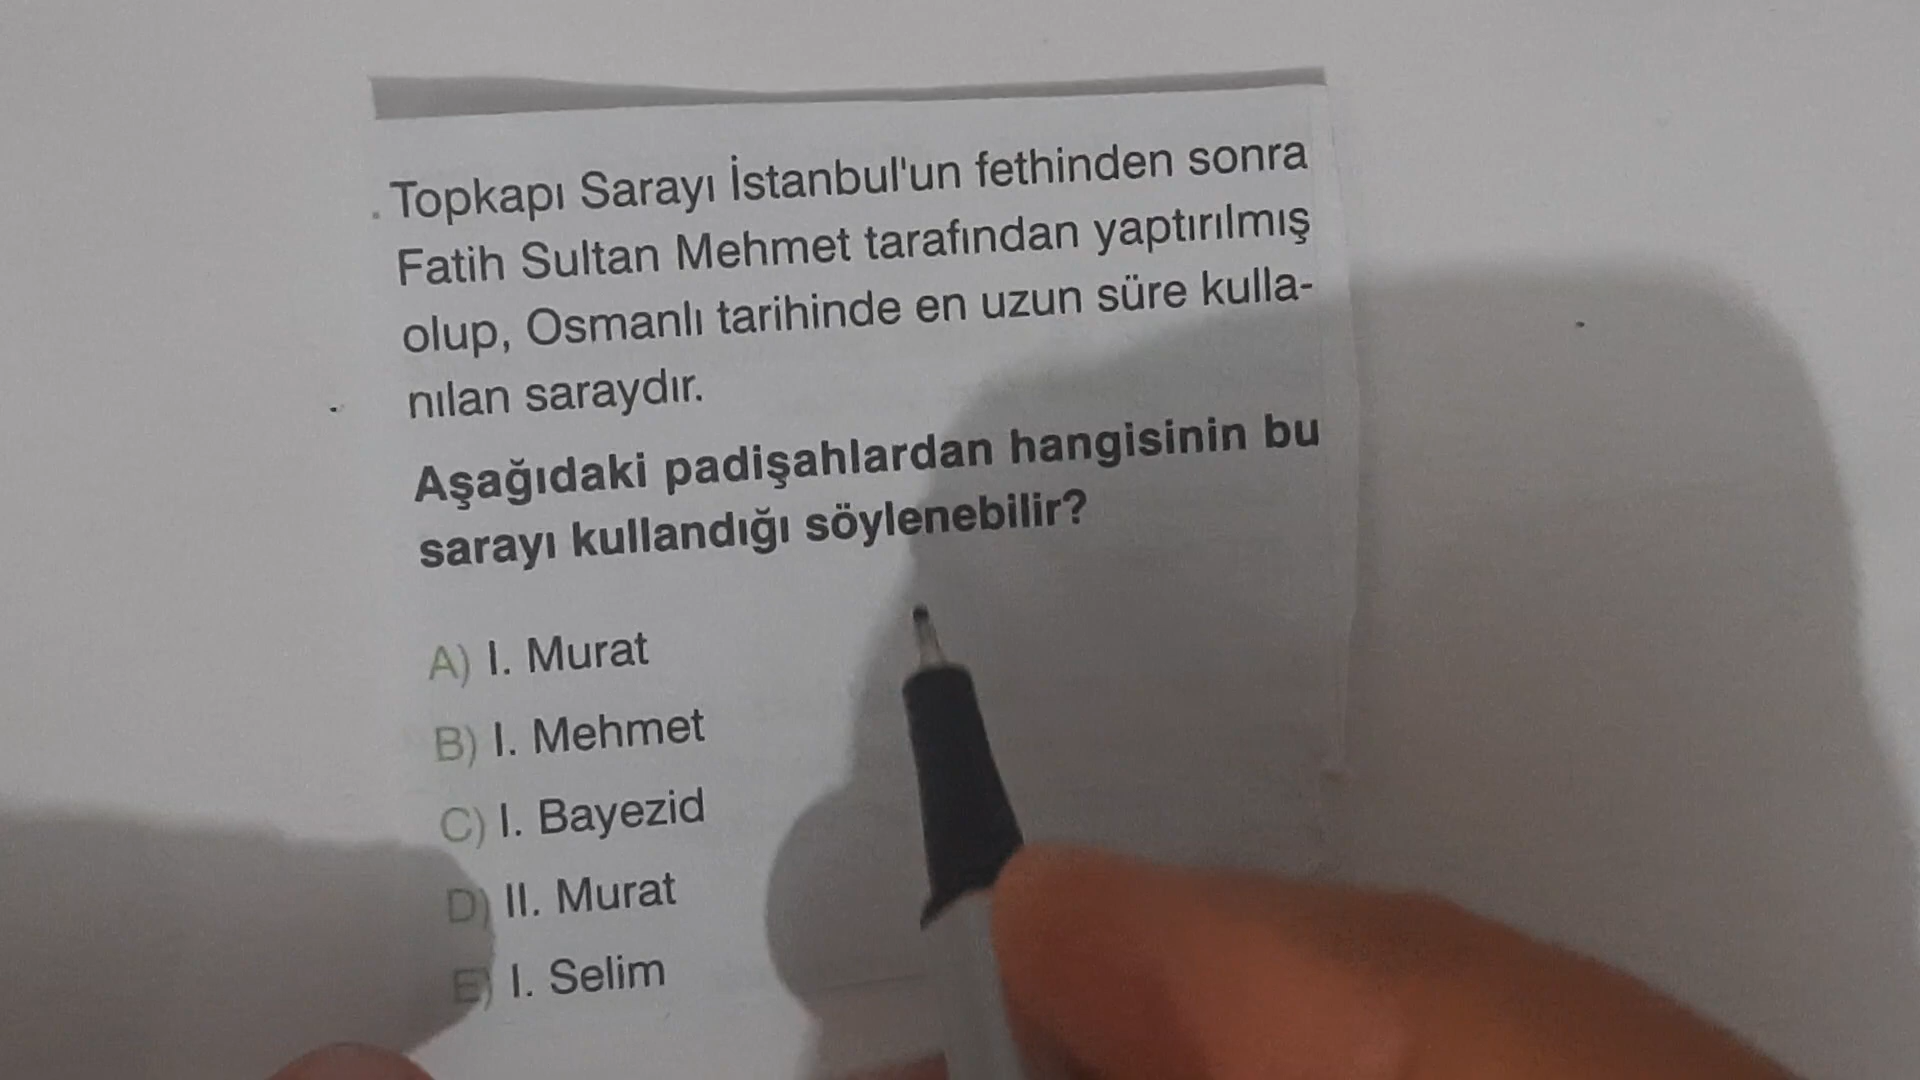 Topkapı Sarayı İstanbul'un fethinden sonra
Fatih Sultan Mehmet tarafından yaptırılmış
olup, Osmanlı tarihinde en uzun süre kulla-
nılan saraydır.
Aşağıdaki padişahlardan hangisinin bu
sarayı kullandığı söylenebilir?
A) I. Murat
B) I. Mehmet
C) I. Bayezid
D) II. Murat
E) I. Selim